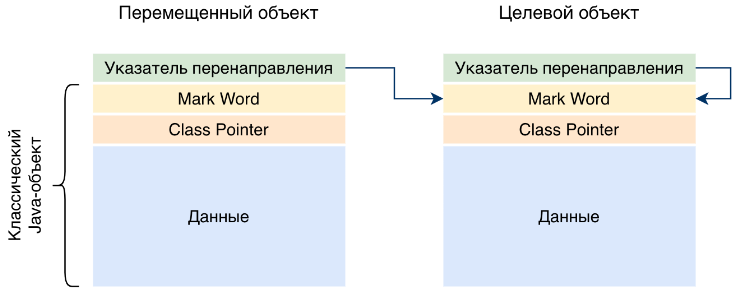 Перемещенный объект
Целевой объект
Указатель перенаправления
Указатель перенаправления
Mark Word
Mark Word
Class Pointer
Class Pointer
Классический
Java-объект
Данные
Данные